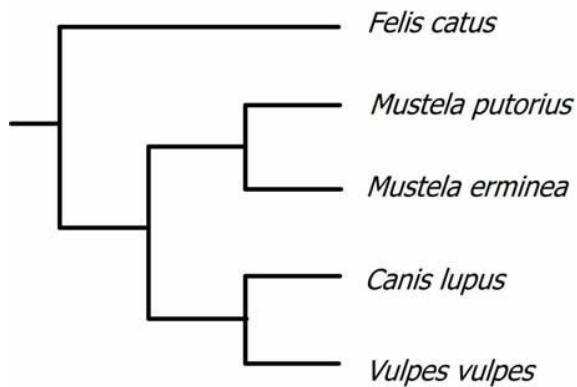 Felis catus
Mustela putorius
Mustela erminea
Canis lupus
Vulpes vulpes